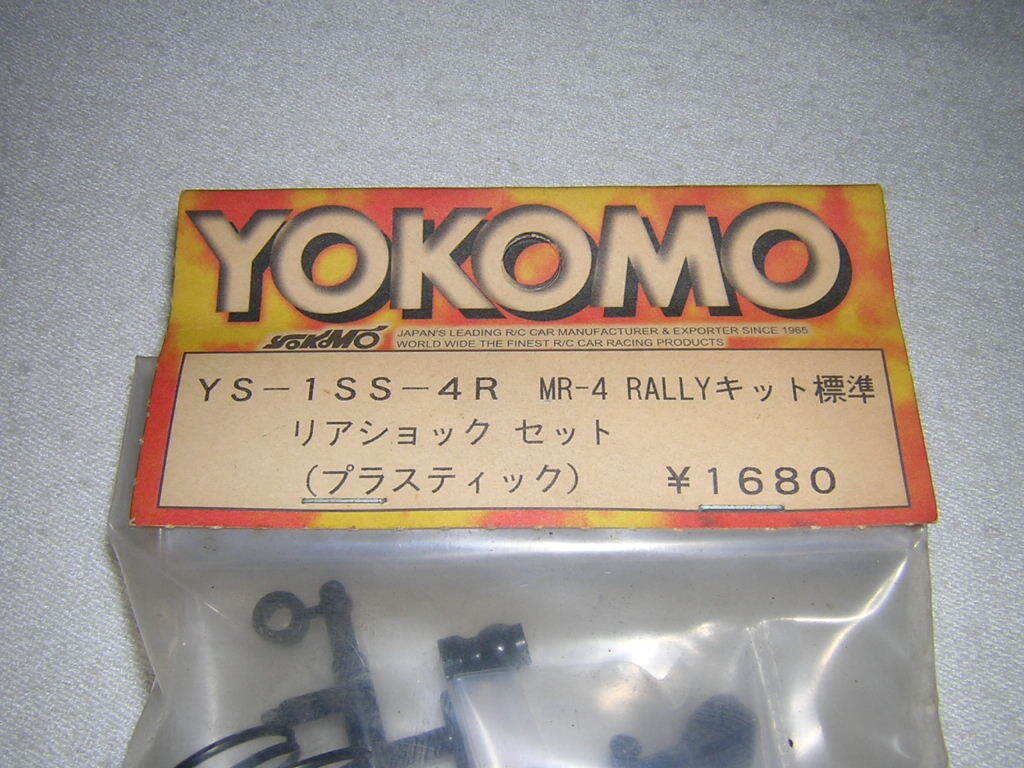 YOKOMO
YOKOMO JAPAN'S LEADING R/C CAR MANUFACTURER & EXPORTER SINCE 1965
WORLD WIDE THE FINEST R/C CAR RACING PRODUCTS
YS-1SS-4R MR-4 RALLYキット標準
リアショック セット
(プラスティック) ¥1680